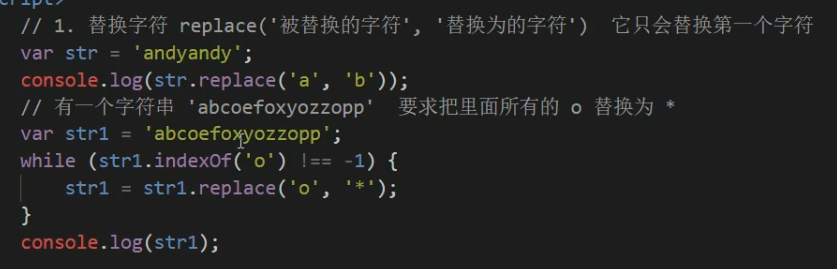 cript>
// 1. 替换字符 replace('被替换的字符', '替换为的字符')  它只会替换第一个字符
var str = 'andyandy';
console.log(str.replace('a', 'b'));
// 有一个字符串 'abcoefoxyozzopp'  要求把里面所有的 o 替换为 *
var str1 = 'abcoefoxyozzopp';
while (str1.indexOf('o') !== -1) {
    str1 = str1.replace('o', '*');
}
console.log(str1);